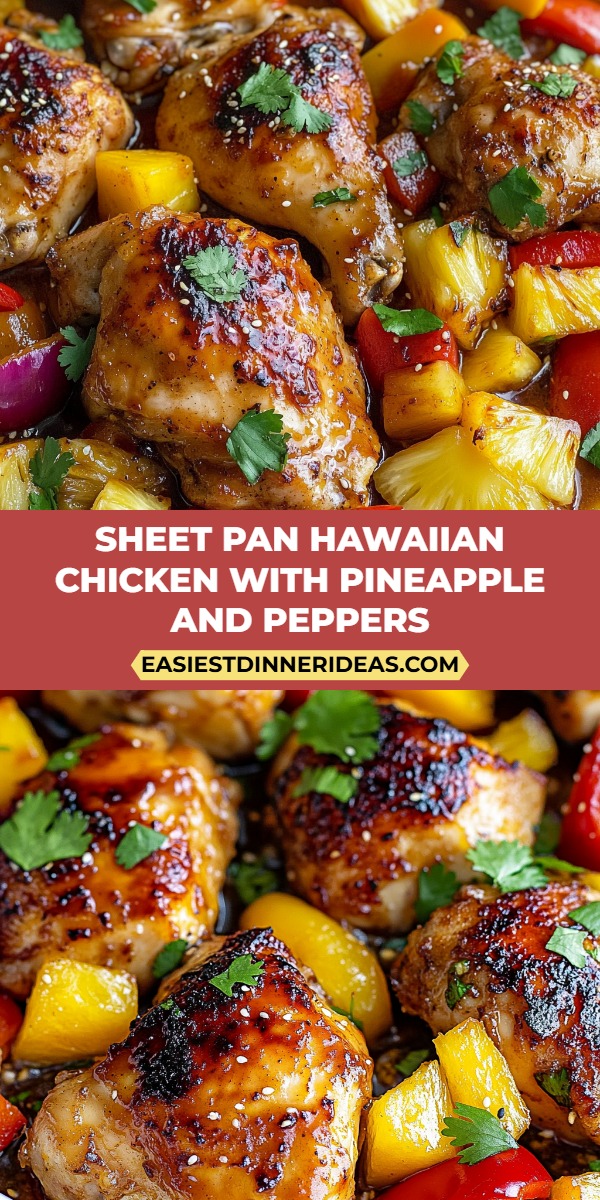 SHEET PAN HAWAIIAN
CHICKEN WITH PINEAPPLE
AND PEPPERS
EASIESTDINNERIDEAS.COM